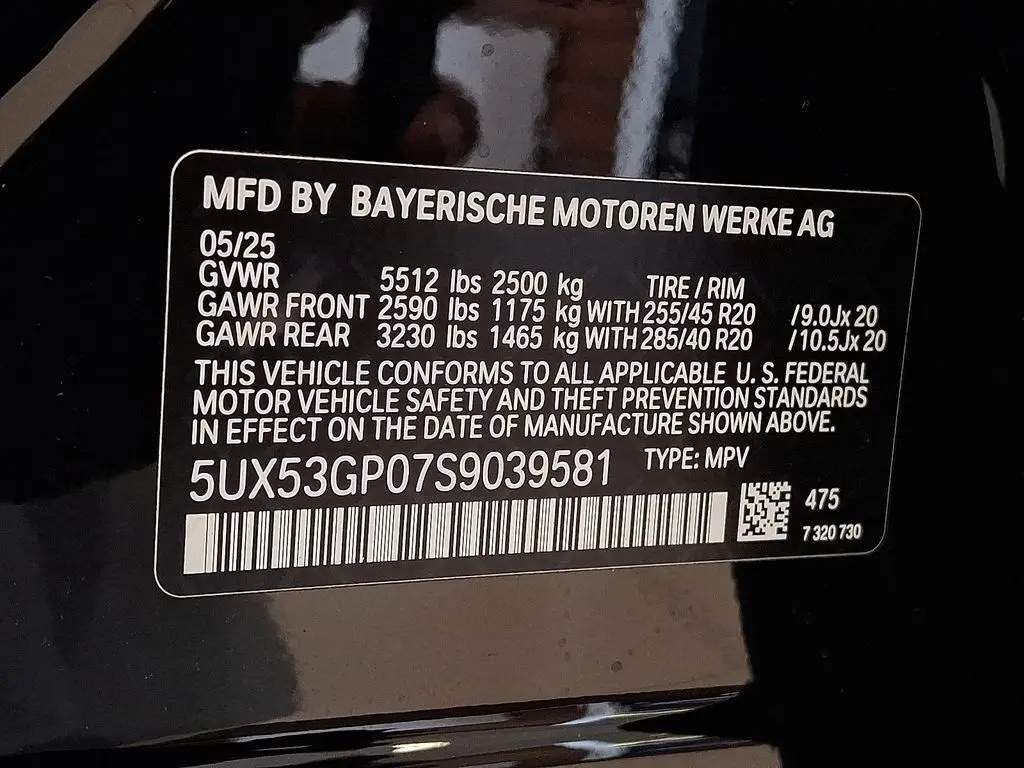 MFD BY BAYERISCHE MOTOREN WERKE AG
05/25
GVWR 5512 lbs 2500 kg TIRE / RIM
GAWR FRONT 2590 lbs 1175 kg WITH 255/45 R20 /9.0Jx 20
GAWR REAR 3230 lbs 1465 kg WITH 285/40 R20 /10.5Jx 20
THIS VEHICLE CONFORMS TO ALL APPLICABLE U. S. FEDERAL
MOTOR VEHICLE SAFETY AND THEFT PREVENTION STANDARDS
IN EFFECT ON THE DATE OF MANUFACTURE SHOWN ABOVE.
5UX53GP07S9039581 TYPE: MPV
475
7 320 730